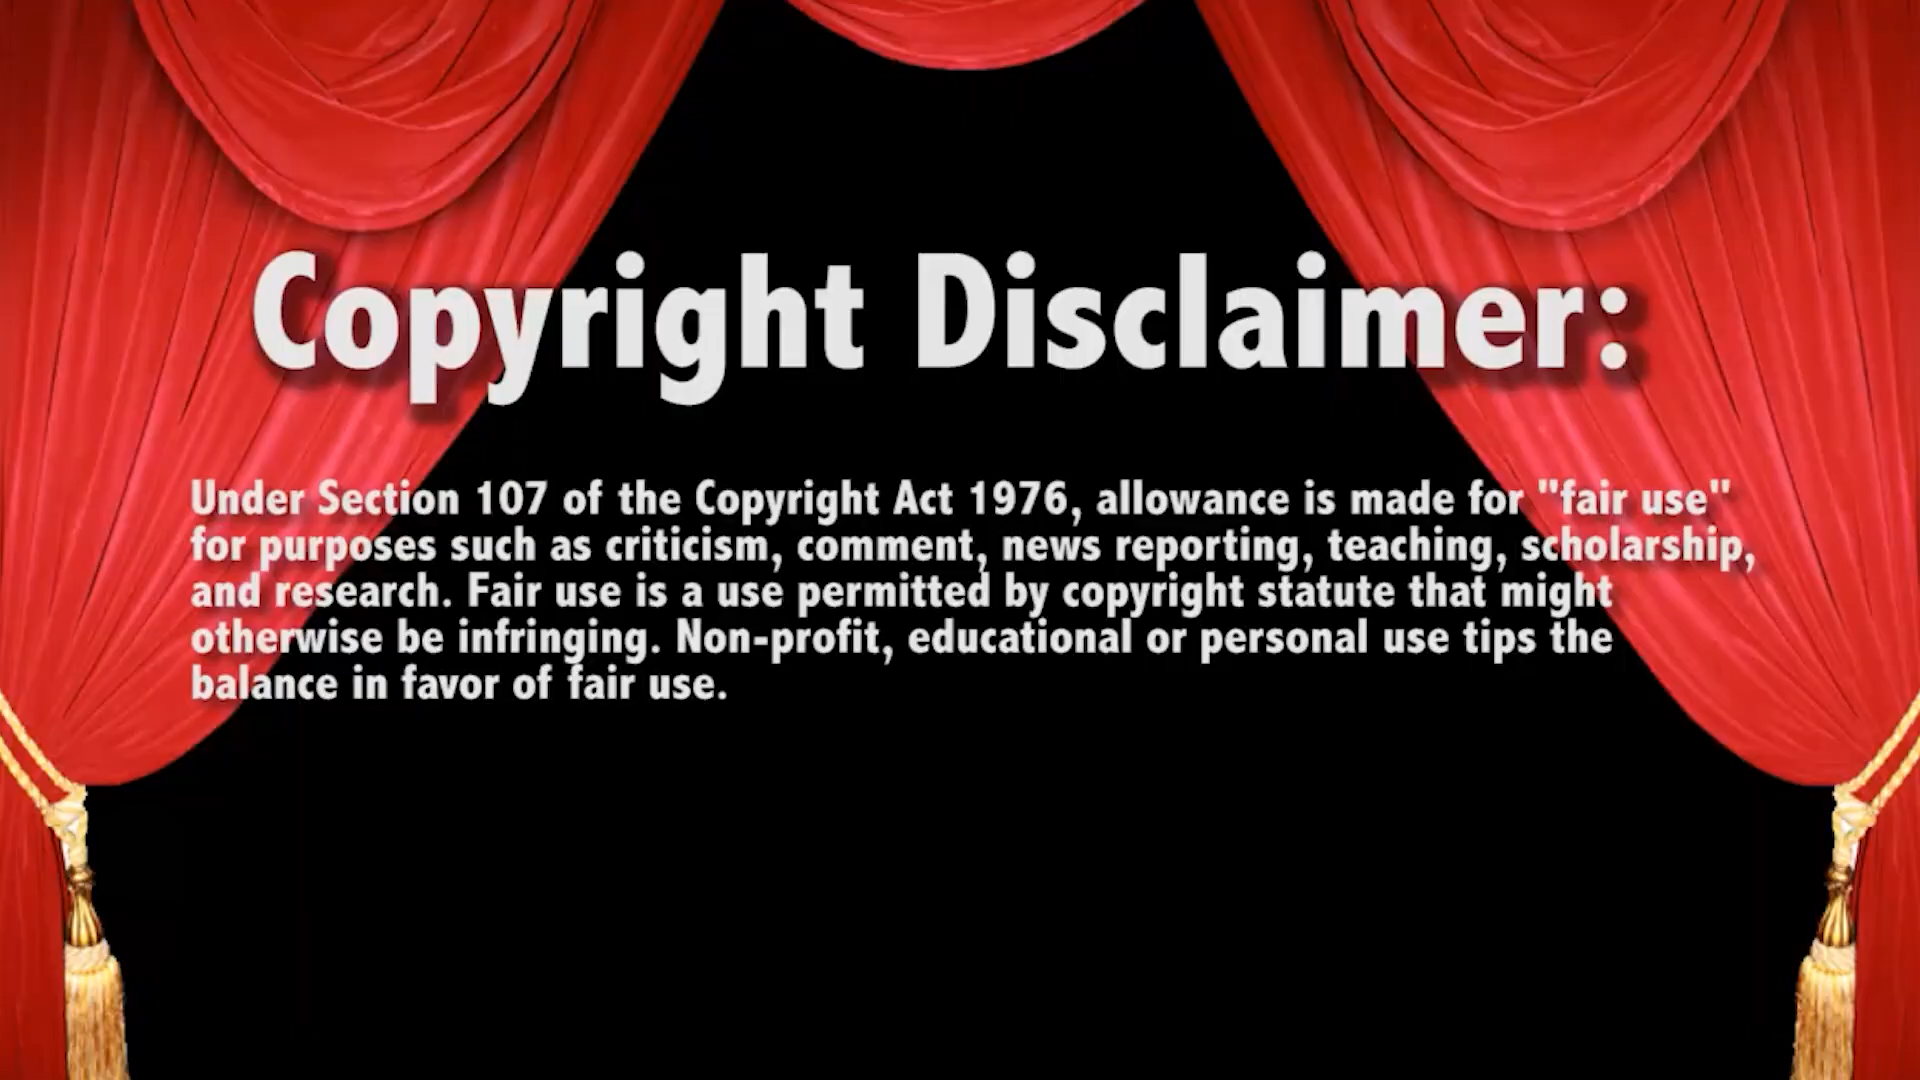 Copyright Disclaimer:
Under Section 107 of the Copyright Act 1976, allowance is made for "fair use"
for purposes such as criticism, comment, news reporting, teaching, scholarship,
and research. Fair use is a use permitted by copyright statute that might
otherwise be infringing. Non-profit, educational or personal use tips the
balance in favor of fair use.